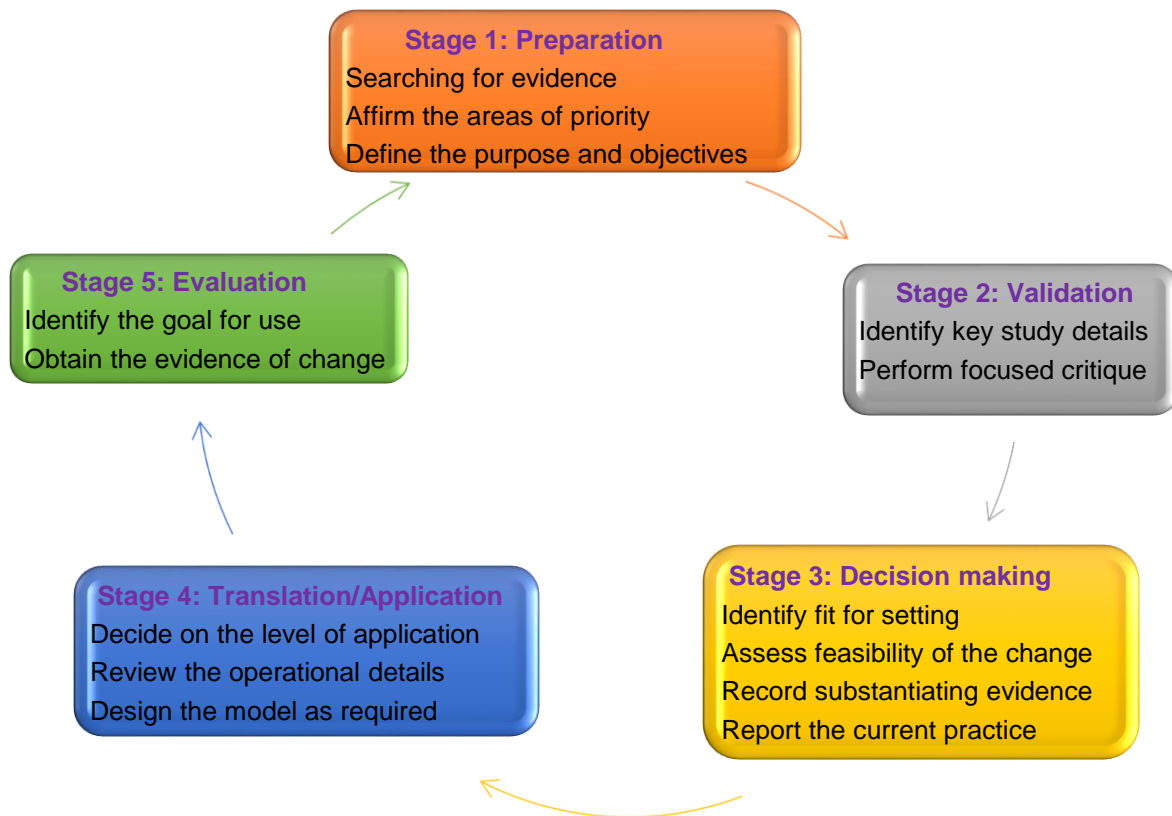 Stage 1: Preparation
Searching for evidence
Affirm the areas of priority
Define the purpose and objectives
Stage 2: Validation
Identify key study details
Perform focused critique
Stage 3: Decision making
Identify fit for setting
Assess feasibility of the change
Record substantiating evidence
Report the current practice
Stage 4: Translation/Application
Decide on the level of application
Review the operational details
Design the model as required
Stage 5: Evaluation
Identify the goal for use
Obtain the evidence of change